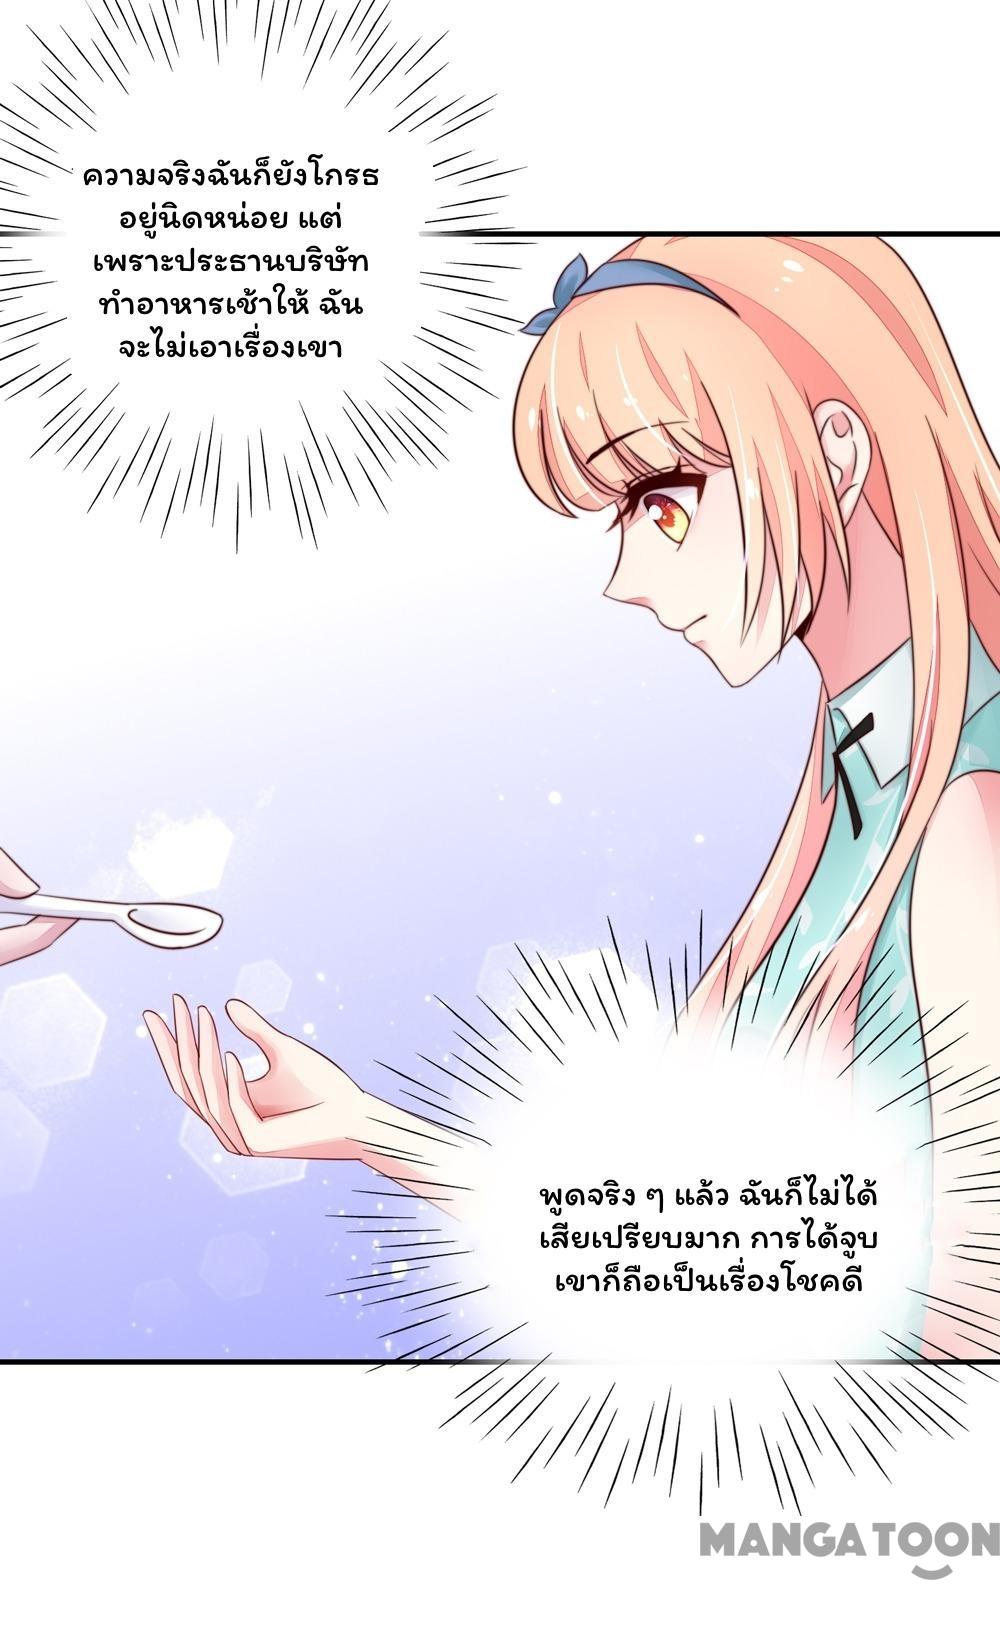 ความจริงฉันก็ยังโกรธ
อยู่นิดหน่อย แต่
เพราะประธานบริษัท
ทำอาหารเช้าให้ ฉัน
จะไม่เอาเรื่องเขา
พูดจริง ๆ แล้ว ฉันก็ไม่ได้
เสียเปรียบมาก การได้จูบ
เขาก็ถือเป็นเรื่องโชคดี
MANGATOON